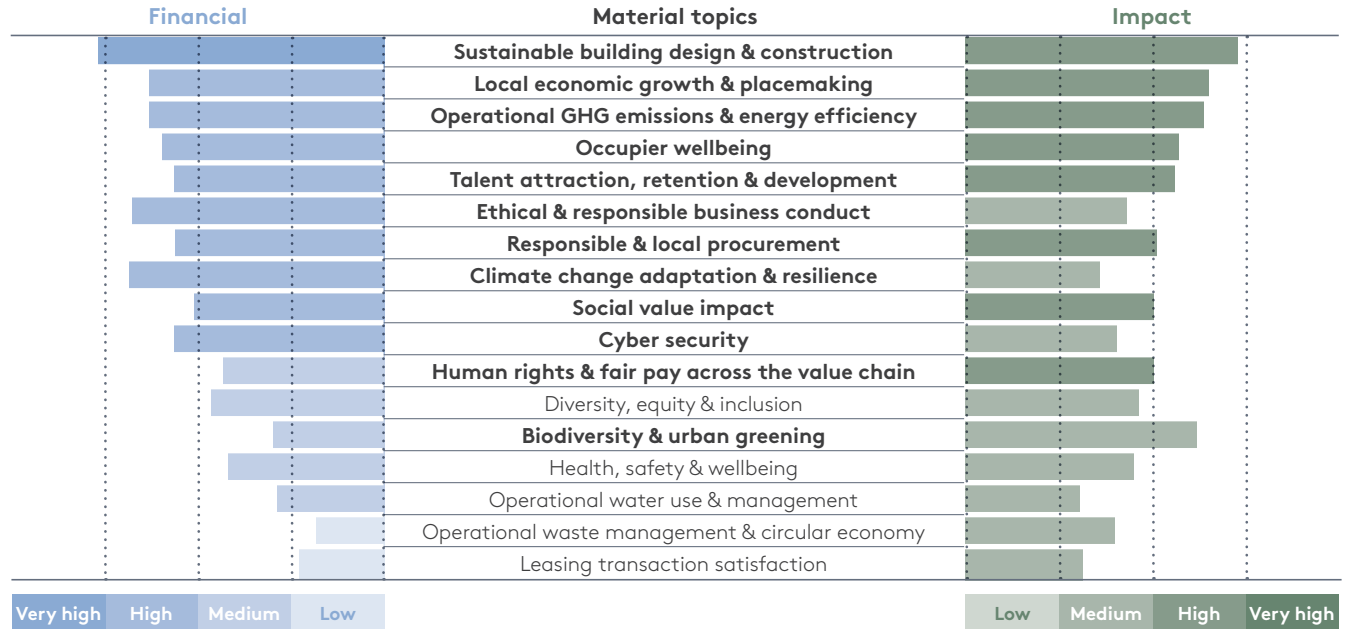 Financial Material topics Impact
Sustainable building design & construction
Local economic growth & placemaking
Operational GHG emissions & energy efficiency
Occupier wellbeing
Talent attraction, retention & development
Ethical & responsible business conduct
Responsible & local procurement
Climate change adaptation & resilience
Social value impact
Cyber security
Human rights & fair pay across the value chain
Diversity, equity & inclusion
Biodiversity & urban greening
Health, safety & wellbeing
Operational water use & management
Operational waste management & circular economy
Leasing transaction satisfaction
Very high High Medium Low Low Medium High Very high